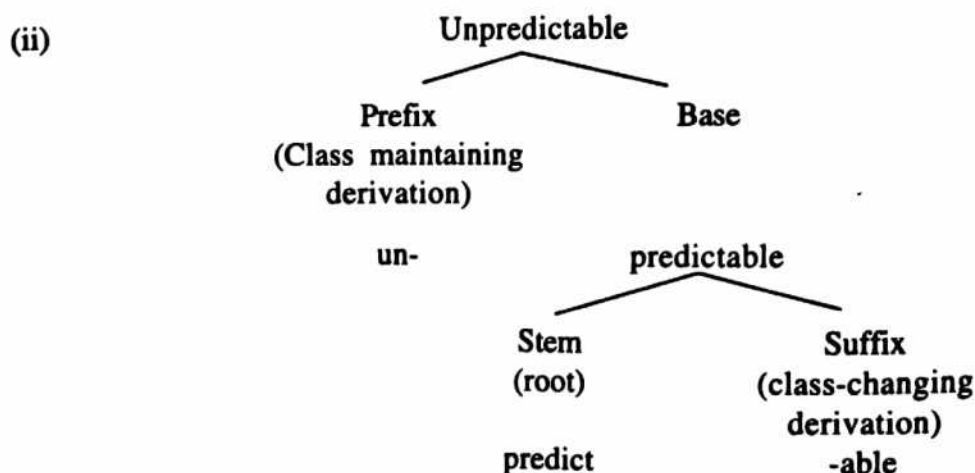 (ii)
Unpredictable
Prefix Base
(Class maintaining
derivation)
un- predictable
Stem Suffix
(root) (class-changing
derivation)
predict -able